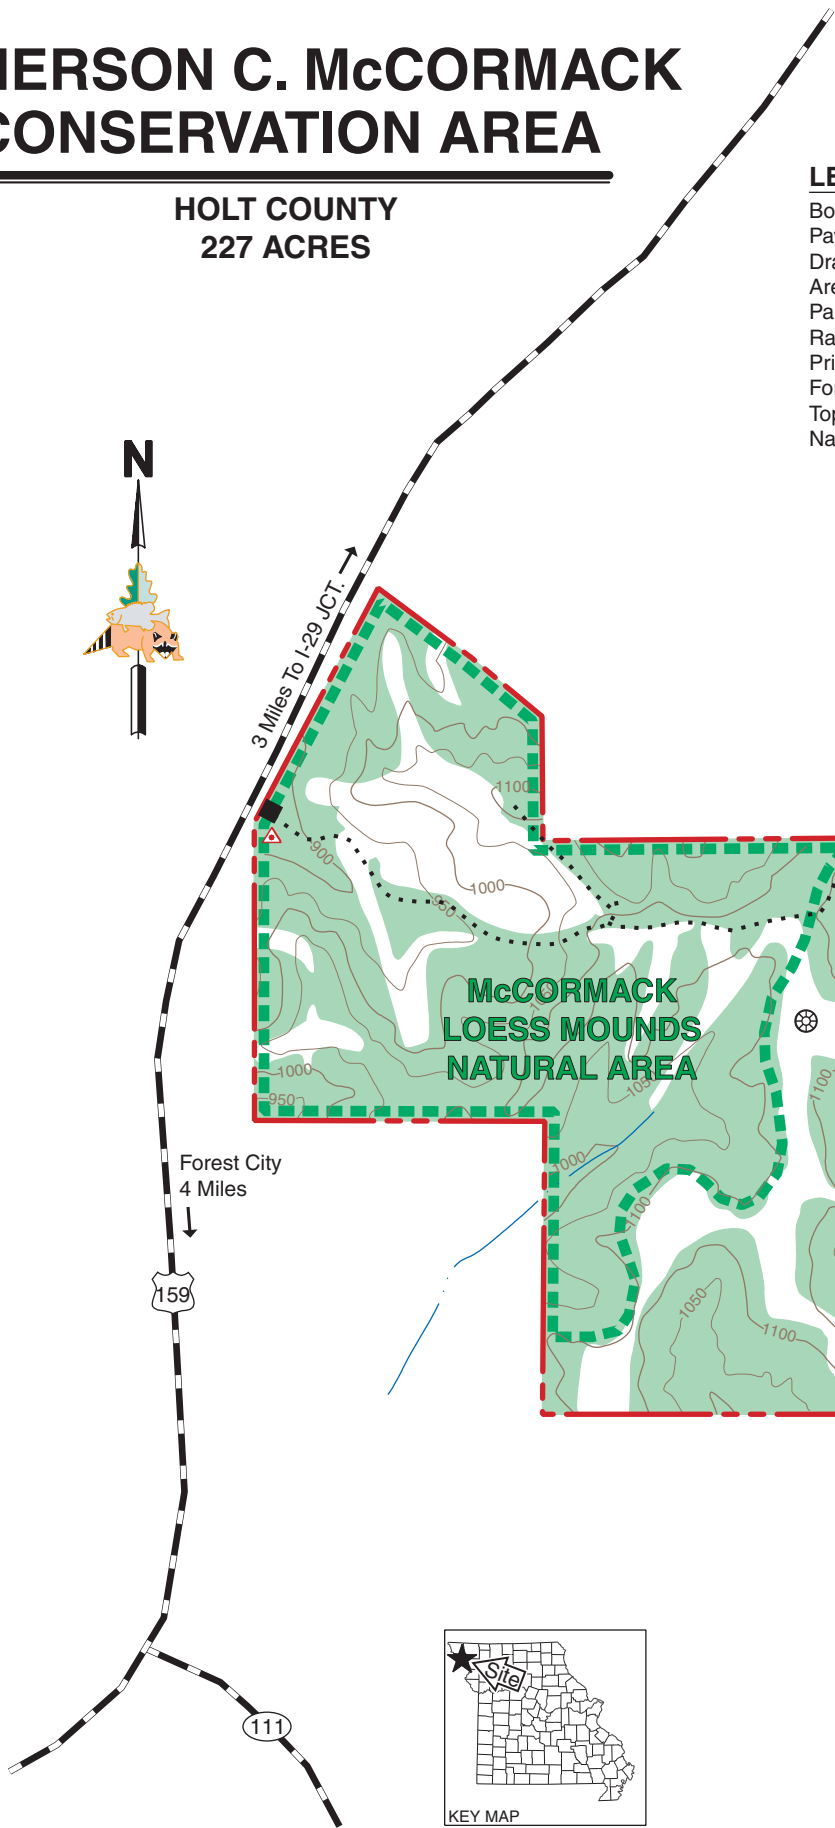 ERSON C. McCORMACK
CONSERVATION AREA
HOLT COUNTY
227 ACRES
N
3 Miles To I-29 JCT.
1100
900
1000
950
McCORMACK
LOESS MOUNDS
NATURAL AREA
1050
1000
950
1000
1100
1100
1050
1100
Forest City
4 Miles
159
111
Site
KEY MAP